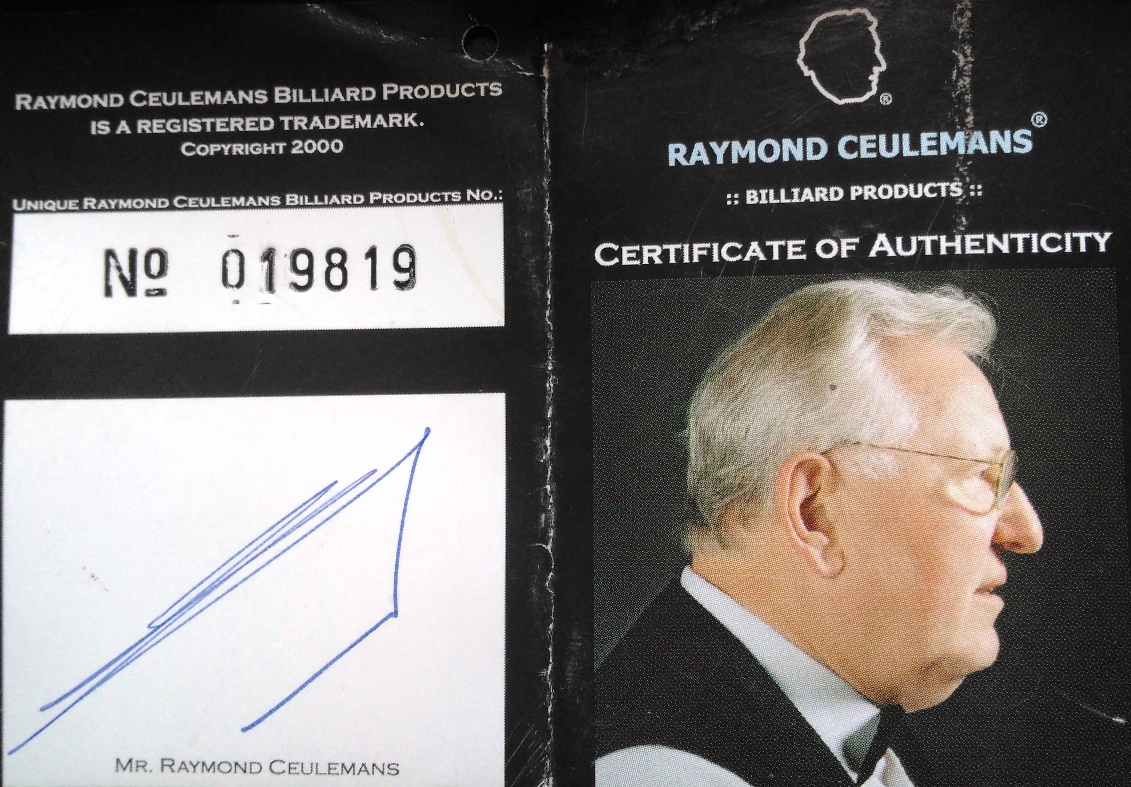 RAYMOND CEULEMANS BILLIARD PRODUCTS
IS A REGISTERED TRADEMARK.
COPYRIGHT 2000
UNIQUE RAYMOND CEULEMANS BILLIARD PRODUCTS NO.:
Nº 019819
MR. RAYMOND CEULEMANS
®
RAYMOND CEULEMANS®
:: BILLIARD PRODUCTS ::
CERTIFICATE OF AUTHENTICITY